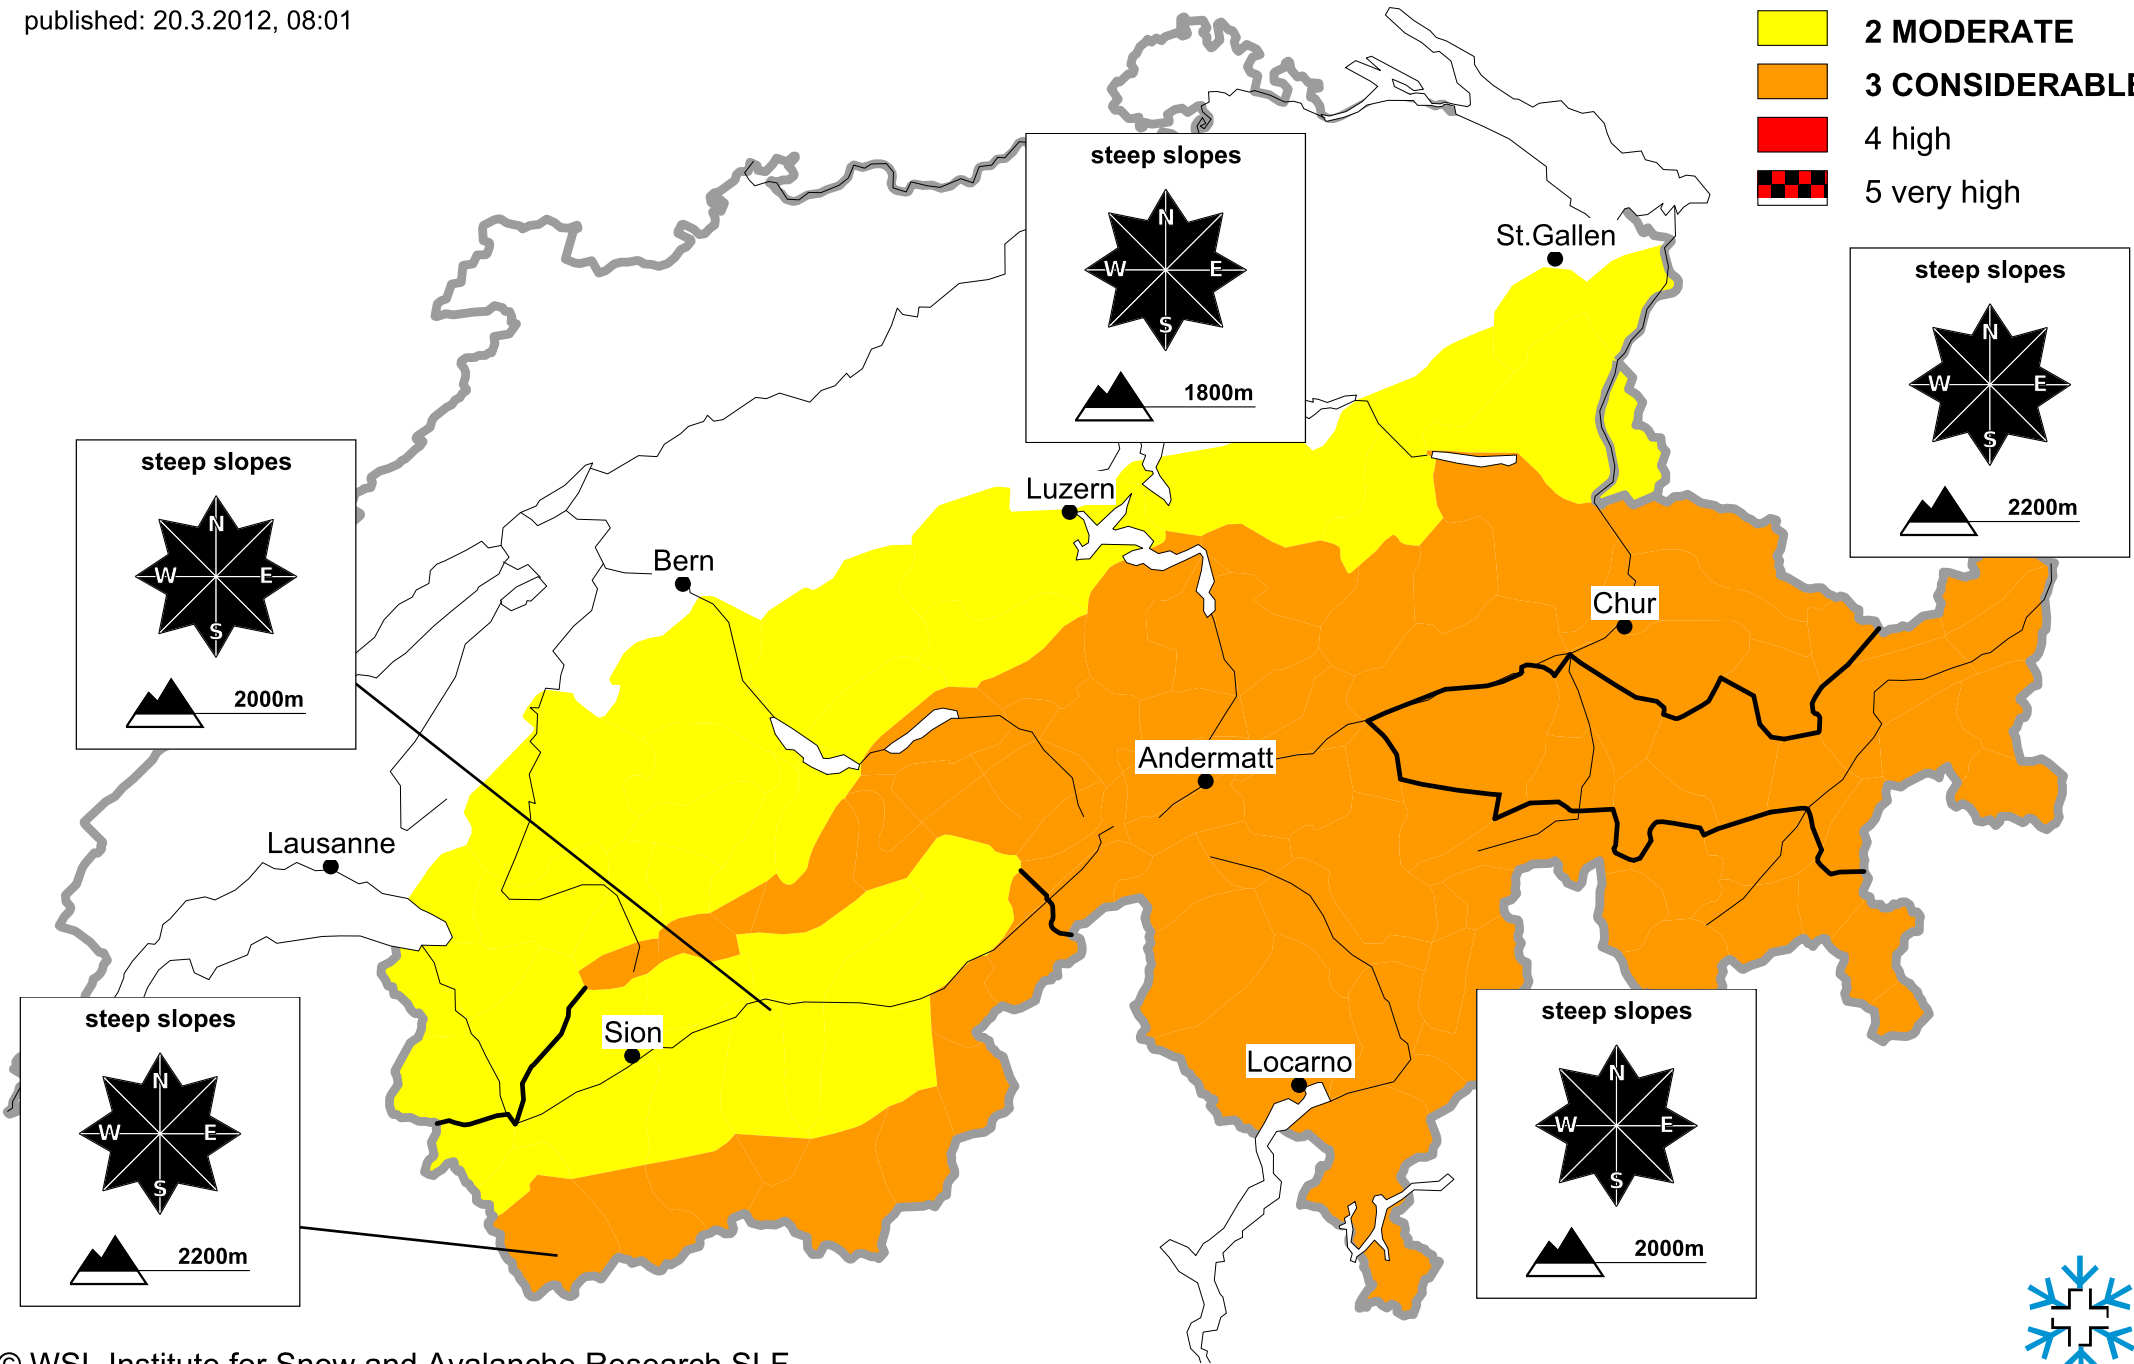 published: 20.3.2012, 08:01
2 MODERATE
3 CONSIDERABLE
4 high
5 very high
steep slopes
N
W E
S
1800m
St.Gallen
steep slopes
N
W E
S
2200m
steep slopes
N
W E
S
2000m
Luzern
Bern
Chur
Andermatt
Lausanne
steep slopes
N
W E
S
2200m
Sion
Locarno
steep slopes
N
W E
S
2000m
© WSL Institute for Snow and Avalanche Research SLF